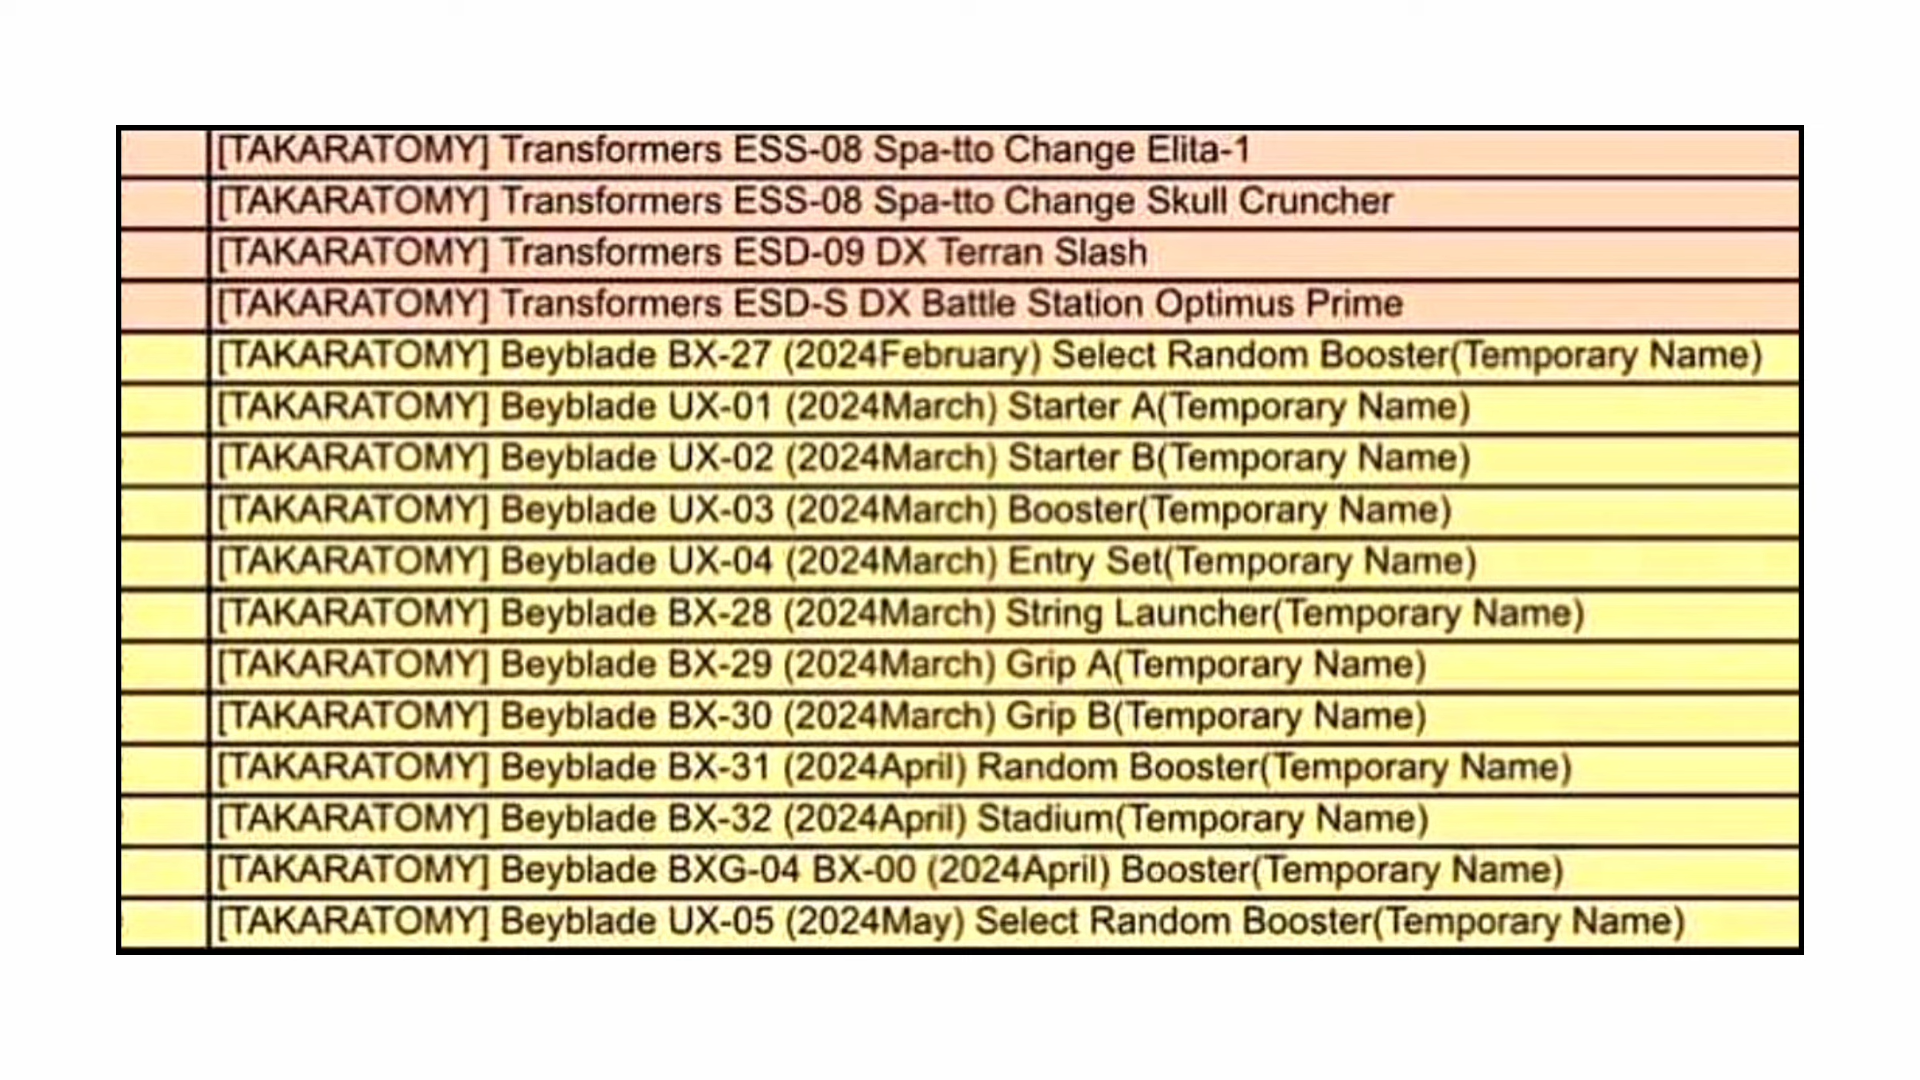 [TAKARATOMY] Transformers ESS-08 Spa-tto Change Elita-1
[TAKARATOMY] Transformers ESS-08 Spa-tto Change Skull Cruncher
[TAKARATOMY] Transformers ESD-09 DX Terran Slash
[TAKARATOMY] Transformers ESD-S DX Battle Station Optimus Prime
[TAKARATOMY] Beyblade BX-27 (2024February) Select Random Booster(Temporary Name)
[TAKARATOMY] Beyblade UX-01 (2024March) Starter A(Temporary Name)
[TAKARATOMY] Beyblade UX-02 (2024March) Starter B(Temporary Name)
[TAKARATOMY] Beyblade UX-03 (2024March) Booster(Temporary Name)
[TAKARATOMY] Beyblade UX-04 (2024March) Entry Set(Temporary Name)
[TAKARATOMY] Beyblade BX-28 (2024March) String Launcher(Temporary Name)
[TAKARATOMY] Beyblade BX-29 (2024March) Grip A(Temporary Name)
[TAKARATOMY] Beyblade BX-30 (2024March) Grip B(Temporary Name)
[TAKARATOMY] Beyblade BX-31 (2024April) Random Booster(Temporary Name)
[TAKARATOMY] Beyblade BX-32 (2024April) Stadium(Temporary Name)
[TAKARATOMY] Beyblade BXG-04 BX-00 (2024April) Booster(Temporary Name)
[TAKARATOMY] Beyblade UX-05 (2024May) Select Random Booster(Temporary Name)